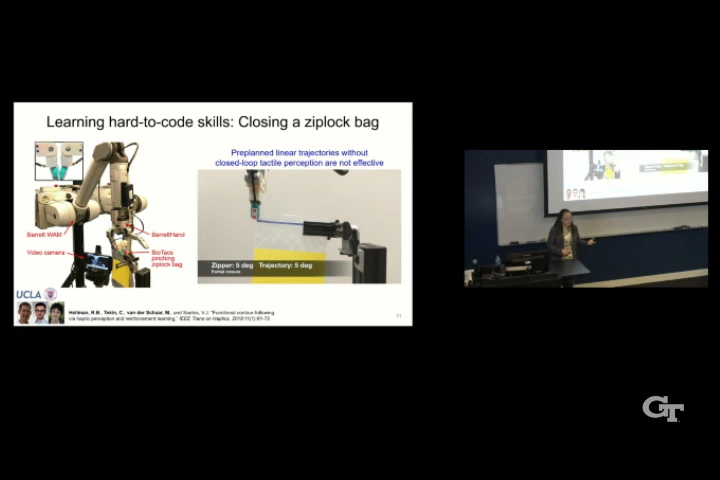 Learning hard-to-code skills: Closing a ziplock bag
Preplanned linear trajectories without
closed-loop tactile perception are not effective
Barrett WAM
BarrettHand
Video camera
BioTacs
pinching
ziplock bag
Zipper: 5 deg Trajectory: 5 deg
Partial closure
UCLA
Hellman, R.B., Tekin, C., van der Schaar, M., and Santos, V.J. "Functional contour following
via haptic perception and reinforcement learning," IEEE Trans on Haptics, 2018;11(1):61-72.
31
GT